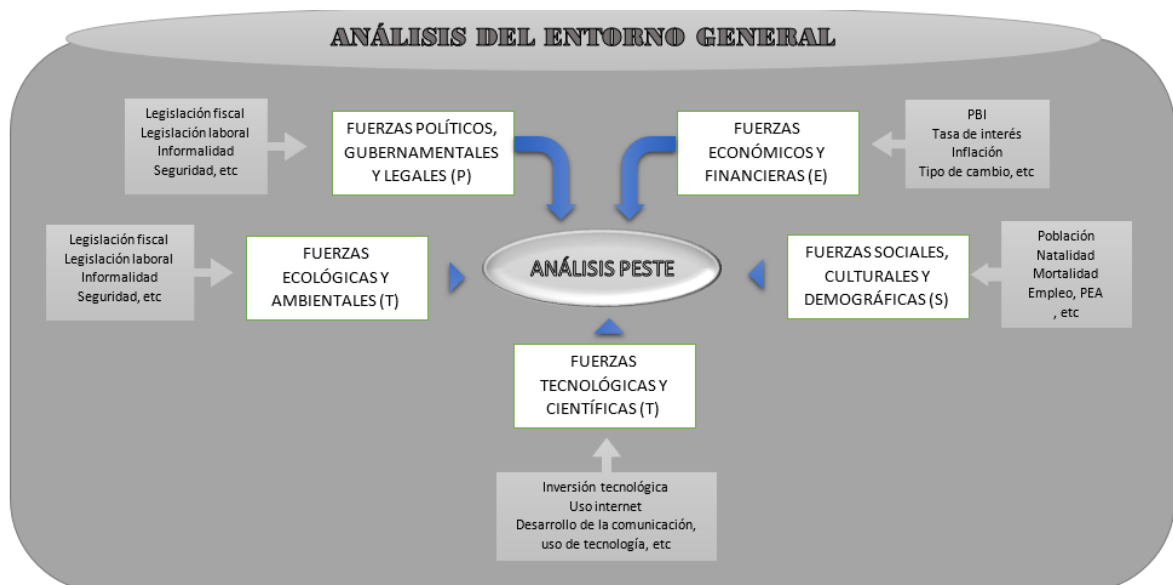 ANÁLISIS DEL ENTORNO GENERAL
Legislación fiscal
Legislación laboral
Informalidad
Seguridad, etc
FUERZAS POLÍTICOS,
GUBERNAMENTALES
Y LEGALES (P)
FUERZAS
ECONÓMICOS Y
FINANCIERAS (E)
PBI
Tasa de interés
Inflación
Tipo de cambio, etc
Legislación fiscal
Legislación laboral
Informalidad
Seguridad, etc
FUERZAS
ECOLÓGICAS Y
AMBIENTALES (T)
ANÁLISIS PESTE
FUERZAS SOCIALES,
CULTURALES Y
DEMOGRÁFICAS (S)
Población
Natalidad
Mortalidad
Empleo, PEA
, etc
FUERZAS
TECNOLÓGICAS Y
CIENTÍFICAS (T)
Inversión tecnológica
Uso internet
Desarrollo de la comunicación,
uso de tecnología, etc